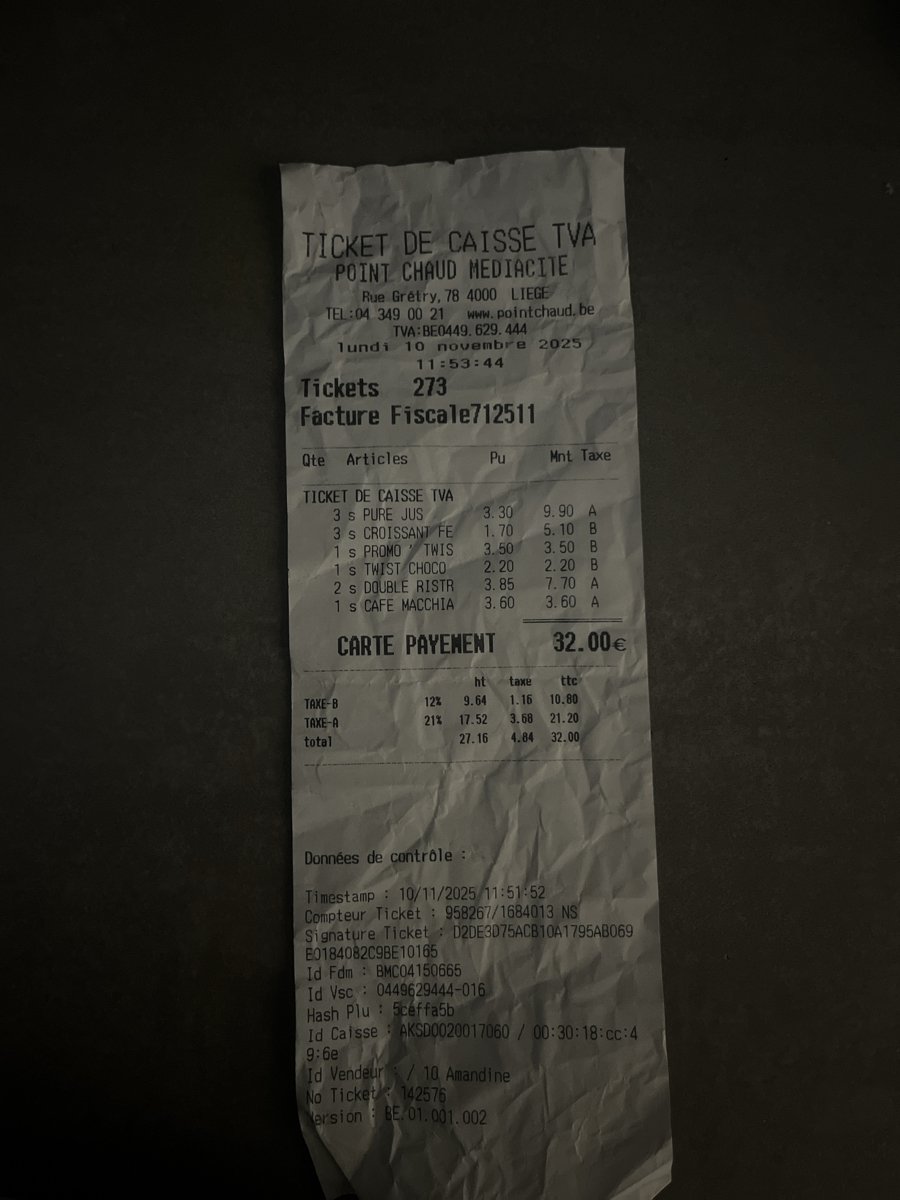 TICKET DE CAISSE TVA
POINT CHAUD MEDIACITE
Rue Grétry,78 4000 LIEGE
TEL:04 349 00 21 www.pointchaud.be
TVA:BE0449.629.444
lundi 10 novembre 2025
11:53:44
Tickets 273
Facture Fiscale712511
Qte Articles Pu Mnt Taxe
TICKET DE CAISSE TVA
3 s PURE JUS 3.30 9.90 A
3 s CROISSANT FE 1.70 5.10 B
1 s PROMO ' TWIS 3.50 3.50 B
1 s TWIST CHOCO 2.20 2.20 B
2 s DOUBLE RISTR 3.85 7.70 A
1 s CAFE MACCHIA 3.60 3.60 A
CARTE PAYEMENT 32.00€
ht taxe ttc
TAXE-B 12% 9.64 1.16 10.80
TAXE-A 21% 17.52 3.68 21.20
total 27.16 4.84 32.00
Données de contrôle :
Timestamp : 10/11/2025 11:51:52
Compteur Ticket : 958267/1684013 NS
Signature Ticket : D2DE3D75ACB10A1795AB069
E0184082C9BE10165
Id Fdm : BMC04150665
Id Vsc : 0449629444-016
Hash Plu : 5ceffa5b
Id Caisse : AKSD0020017060 / 00:30:18:cc:4
9:6e
Id Vendeur : / 10 Amandine
No Ticket : 142576
Version : BE.01.001.002